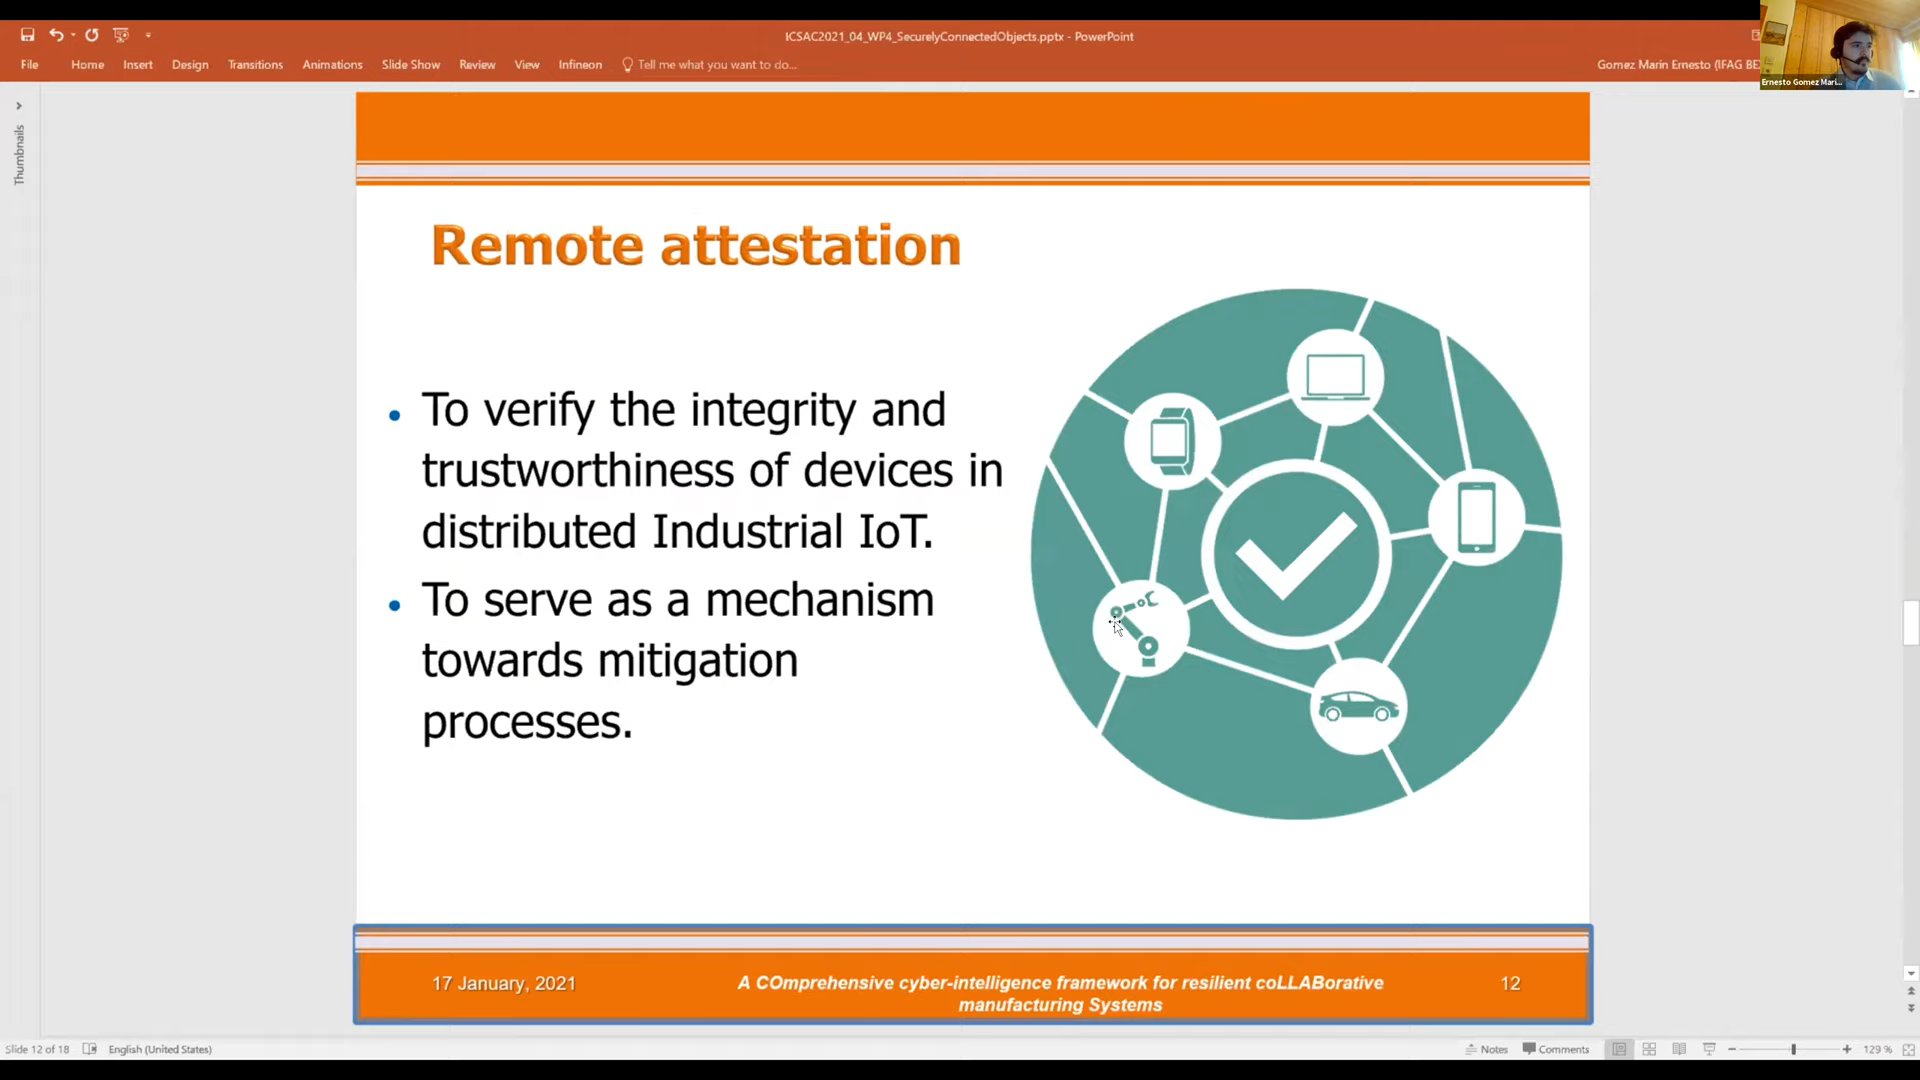 ICSAC2021_04_WP4_SecurelyConnectedObjects.pptx - PowerPoint
File Home Insert Design Transitions Animations Slide Show Review View Infineon Tell me what you want to do...
Gomez Marin Ernesto (IFAG BE
Ernesto Gomez Mari...
Thumbnails
Remote attestation
• To verify the integrity and
trustworthiness of devices in
distributed Industrial IoT.
• To serve as a mechanism
towards mitigation
processes.
17 January, 2021
A COmprehensive cyber-intelligence framework for resilient coLLABorative
manufacturing Systems
12
Slide 12 of 18 English (United States) Notes Comments 129 %